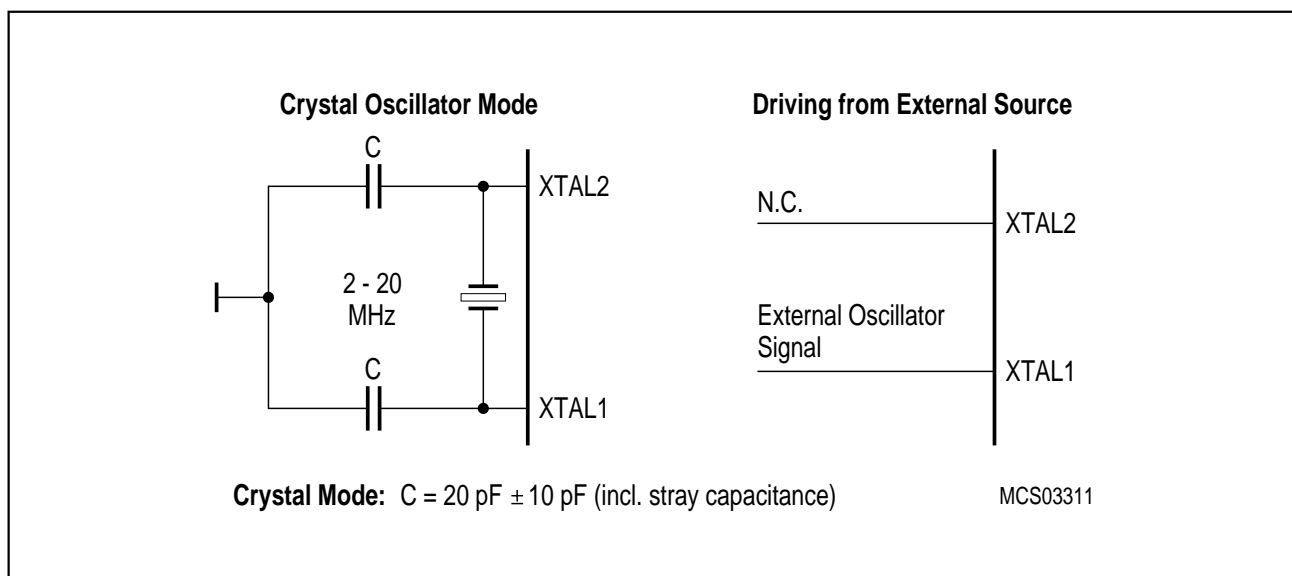 Crystal Oscillator Mode
C
XTAL2
2 - 20
MHz
C
XTAL1
Driving from External Source
N.C.
XTAL2
External Oscillator
Signal
XTAL1
Crystal Mode: C = 20 pF ± 10 pF (incl. stray capacitance)
MCS03311